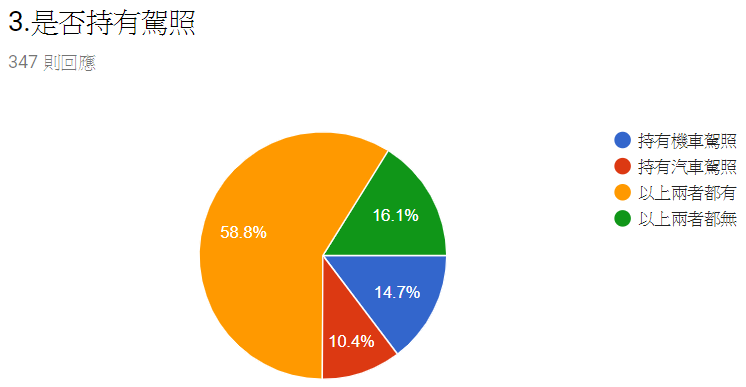 3.是否持有駕照
347 則回應
持有機車駕照
持有汽車駕照
以上兩者都有
以上兩者都無
58.8%
16.1%
14.7%
10.4%